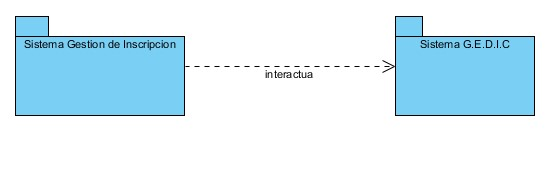 Sistema Gestion de Inscripcion
Sistema G.E.D.I.C
interactua